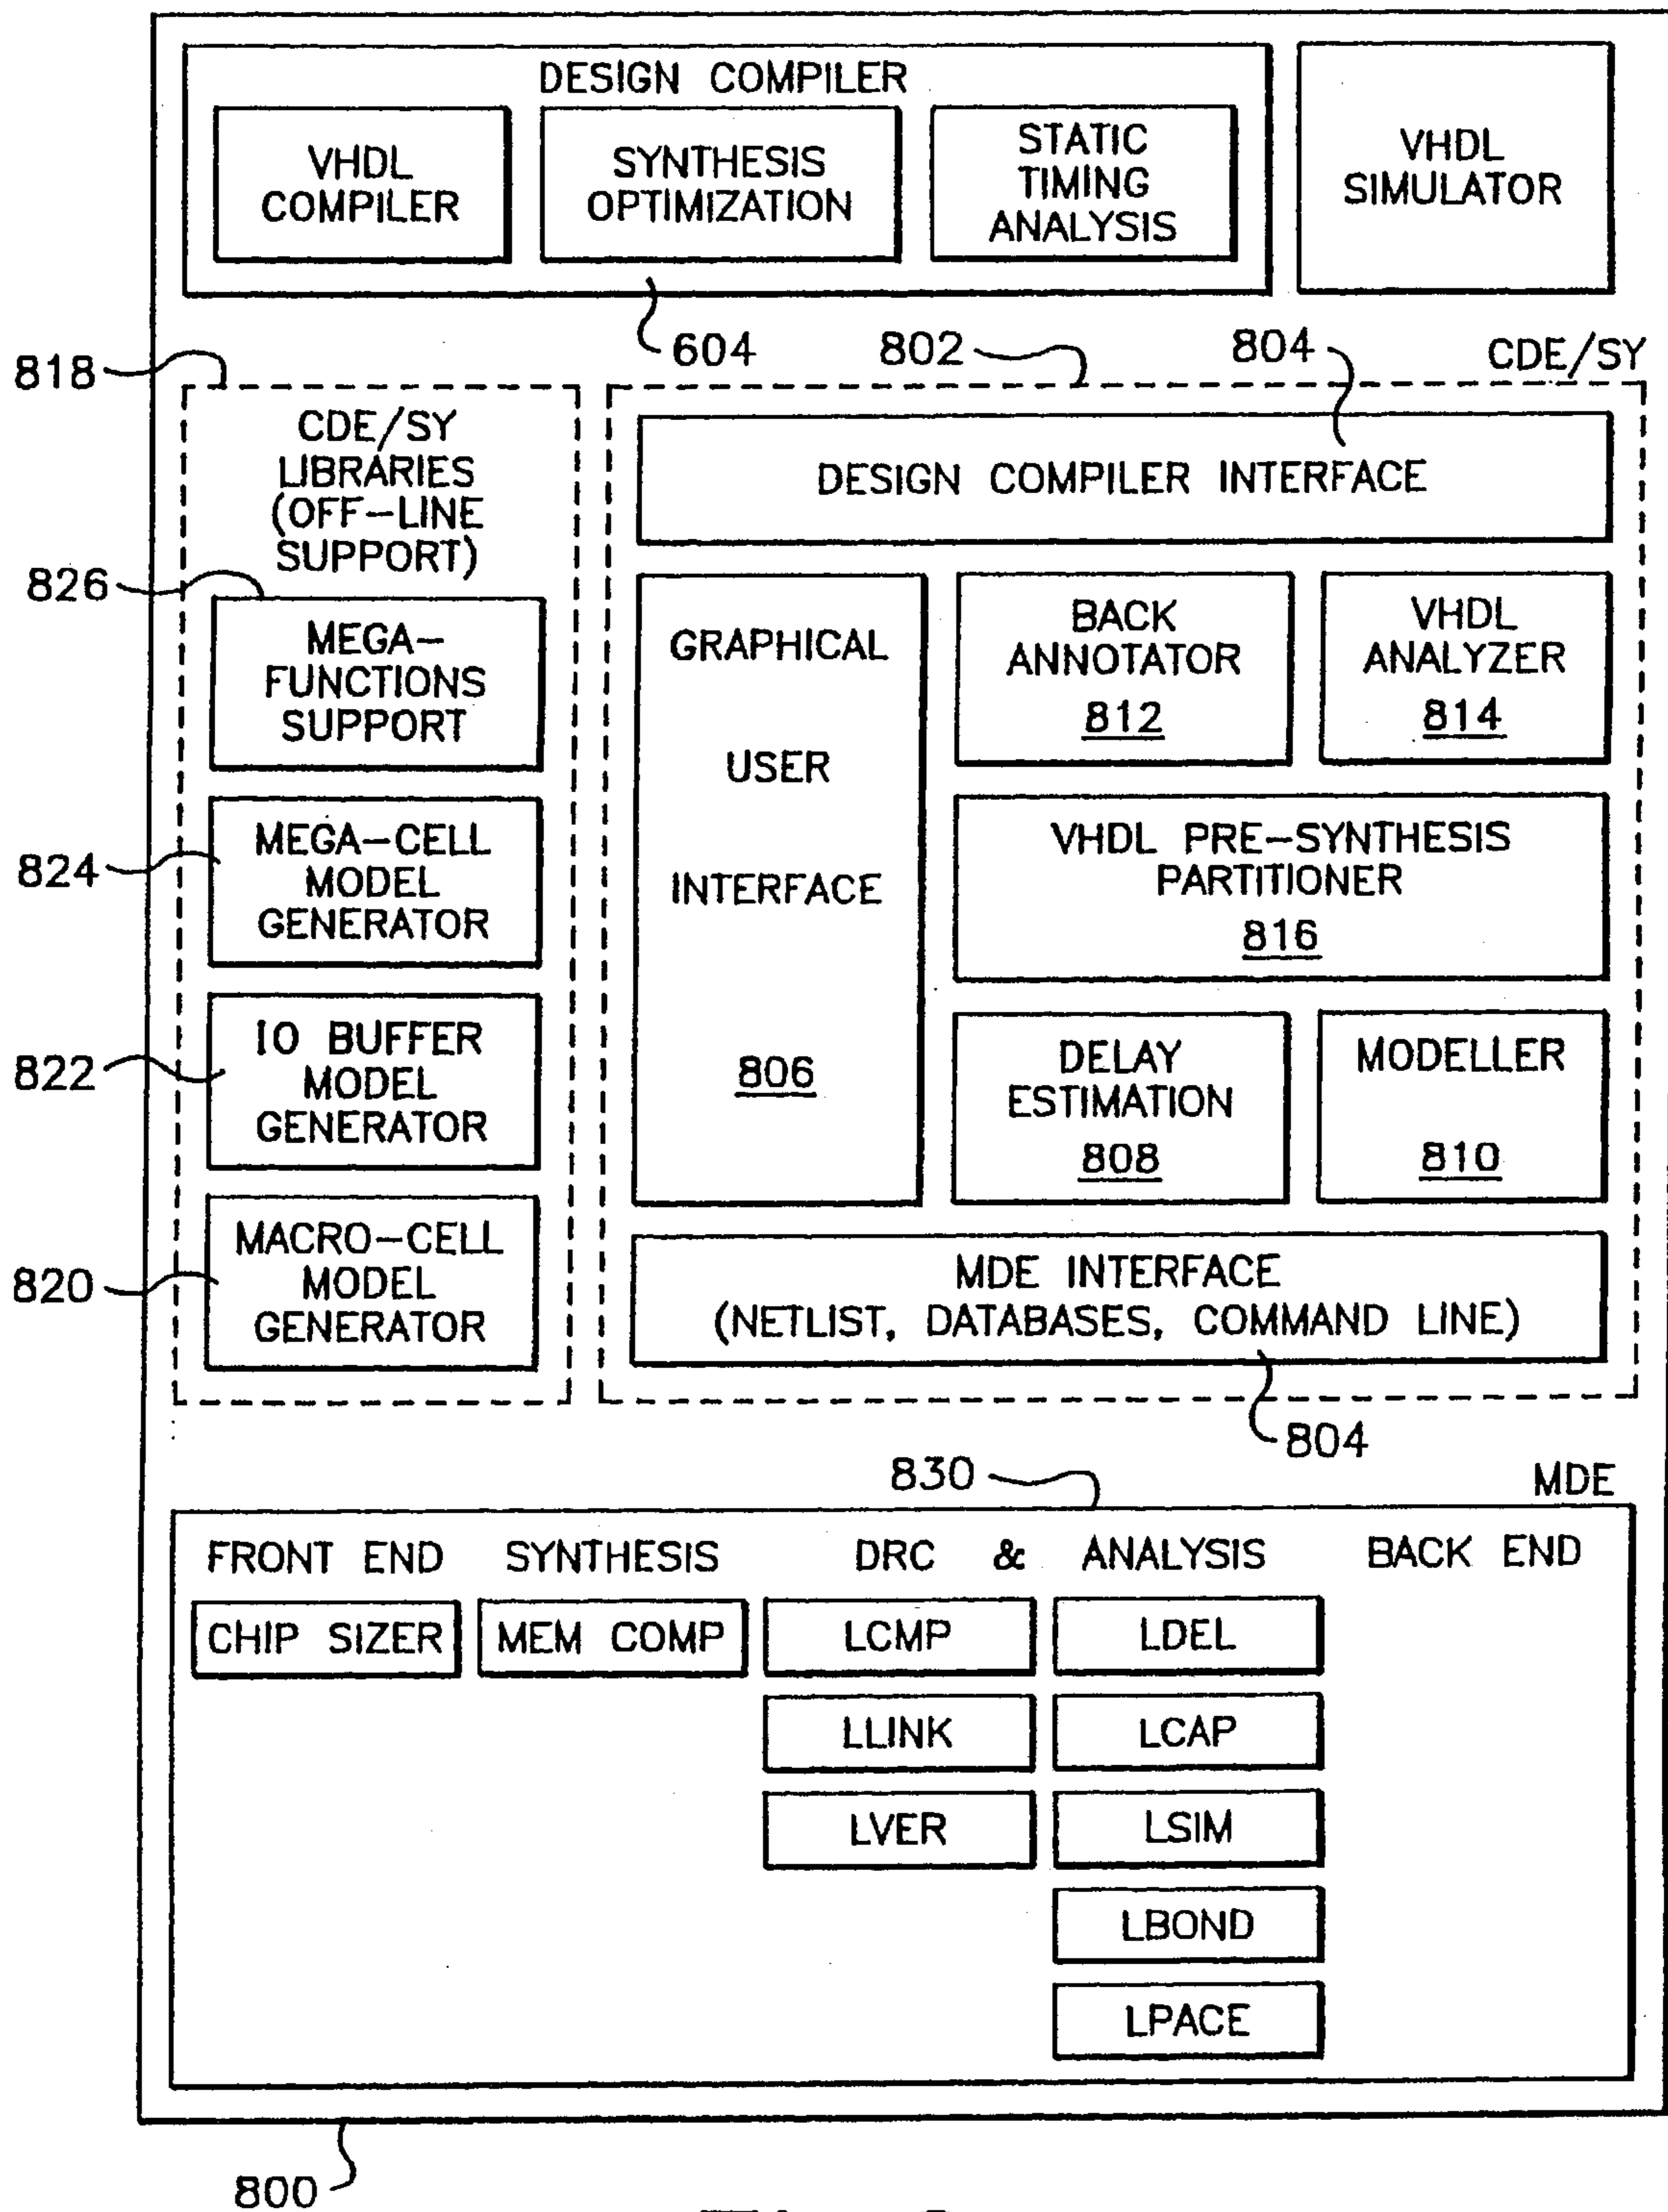 DESIGN COMPILER
VHDL
COMPILER
SYNTHESIS
OPTIMIZATION
STATIC
TIMING
ANALYSIS
VHDL
SIMULATOR
604
818
802
804
CDE/SY
CDE/SY
LIBRARIES
(OFF-LINE
SUPPORT)
826
MEGA-
FUNCTIONS
SUPPORT
824
MEGA-CELL
MODEL
GENERATOR
822
IO BUFFER
MODEL
GENERATOR
820
MACRO-CELL
MODEL
GENERATOR
DESIGN COMPILER INTERFACE
GRAPHICAL
USER
INTERFACE
806
BACK
ANNOTATOR
812
VHDL
ANALYZER
814
VHDL PRE-SYNTHESIS
PARTITIONER
816
DELAY
ESTIMATION
808
MODELLER
810
MDE INTERFACE
(NETLIST, DATABASES, COMMAND LINE)
804
830
MDE
FRONT END SYNTHESIS DRC & ANALYSIS BACK END
CHIP SIZER MEM COMP LCMP LDEL
LLINK LCAP
LVER LSIM
LBOND
LPACE
800